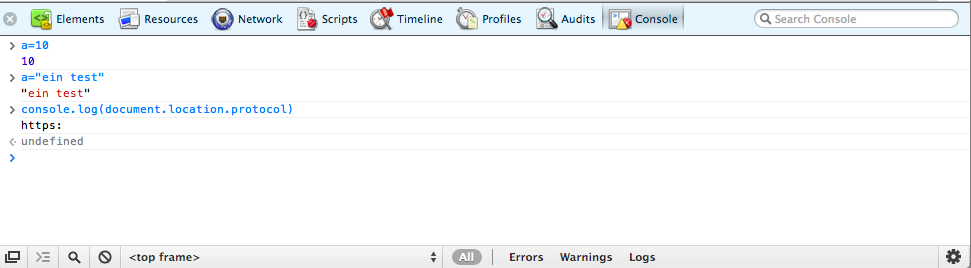 Elements Resources Network Scripts Timeline Profiles Audits Console Search Console
> a=10
10
> a="ein test"
"ein test"
> console.log(document.location.protocol)
https:
undefined
>
<top frame> All Errors Warnings Logs